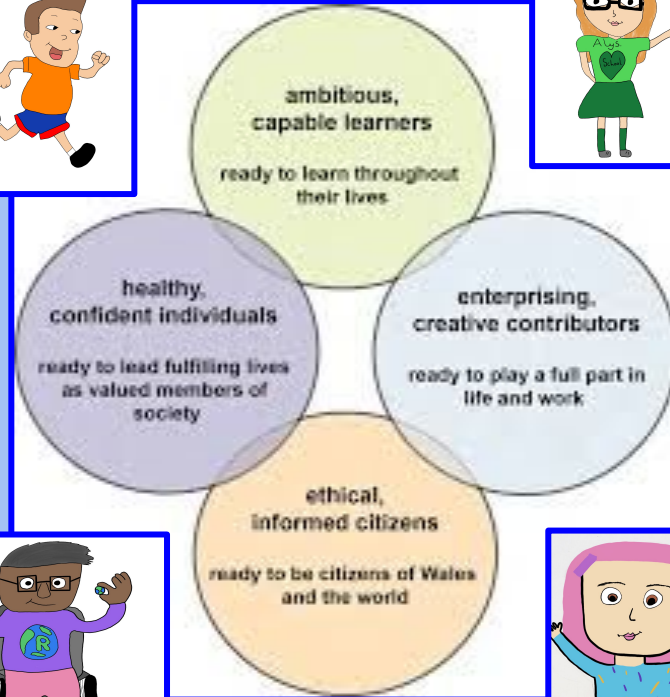 ambitious,
capable learners
ready to learn throughout
their lives
Alys.
School
healthy,
confident individuals
ready to lead fulfilling lives
as valued members of
society
enterprising,
creative contributors
ready to play a full part in
life and work
ethical,
informed citizens
ready to be citizens of Wales
and the world
R